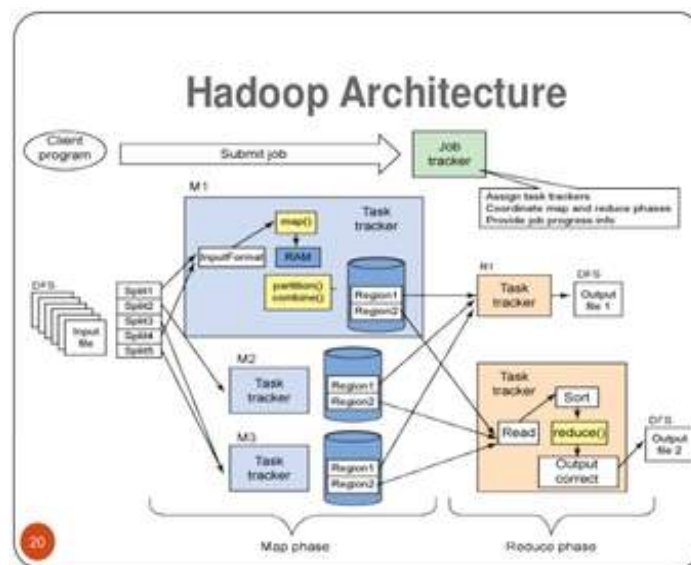 Hadoop Architecture
Client
program
Submit job
Job
tracker
Assign task trackers
Coordinate map and reduce phases
Provide job progress info
M1
map()
Task
tracker
InputFormat
RAM
partition()
combine()
Region1
Region2
DFS
Input
file
Split1
Split2
Split3
Split4
Split5
M2
Task
tracker
Region1
Region2
M3
Task
tracker
Region1
Region2
R1
Task
tracker
DFS
Output
file 1
Task
tracker
Sort
Read
reduce()
Output
correct
DFS
Output
file 2
Map phase
Reduce phase
20